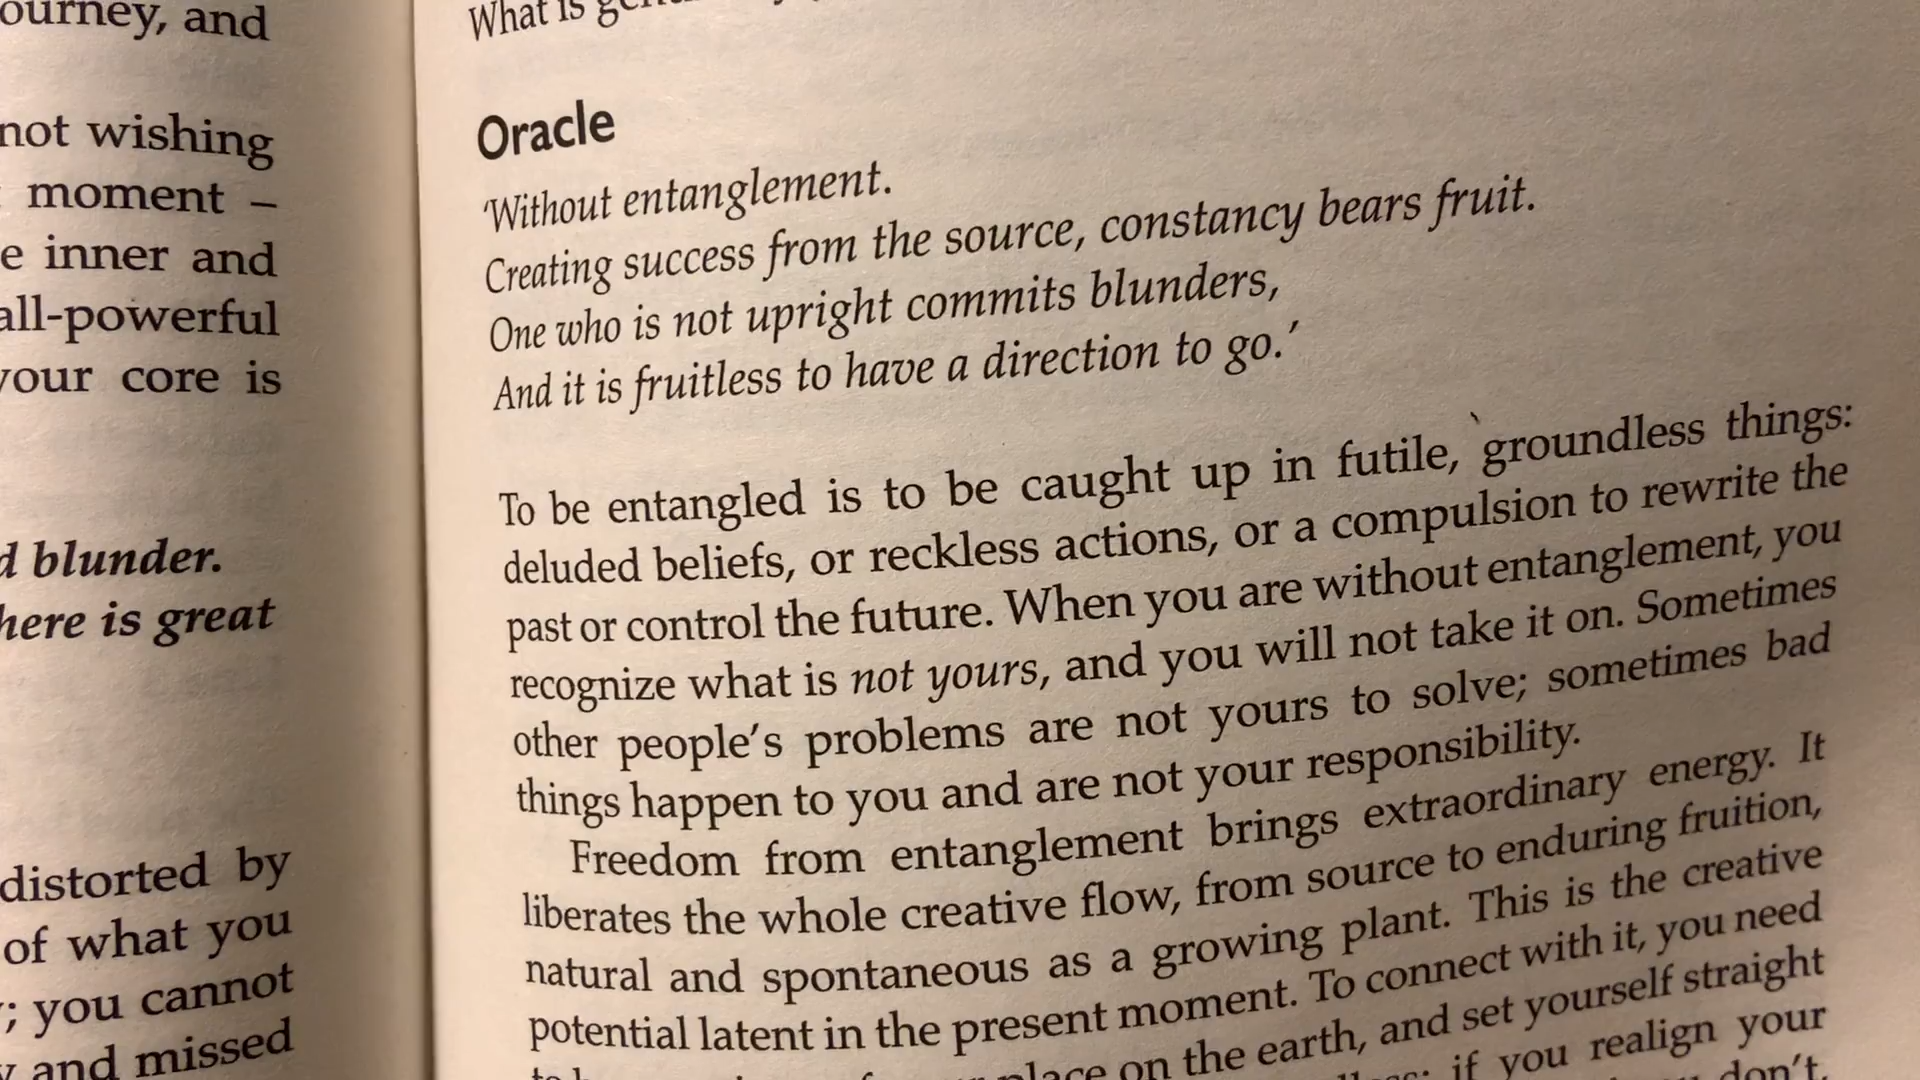 ourney, and
not wishing
moment –
e inner and
all-powerful
your core is
d blunder.
here is great
distorted by
of what you
; you cannot
and missed
What is
Oracle
'Without entanglement.
Creating success from the source, constancy bears fruit.
One who is not upright commits blunders,
And it is fruitless to have a direction to go.'
To be entangled is to be caught up in futile, groundless things:
deluded beliefs, or reckless actions, or a compulsion to rewrite the
past or control the future. When you are without entanglement, you
recognize what is not yours, and you will not take it on. Sometimes
other people's problems are not yours to solve; sometimes bad
things happen to you and are not your responsibility.
Freedom from entanglement brings extraordinary energy. It
liberates the whole creative flow, from source to enduring fruition,
natural and spontaneous as a growing plant. This is the creative
potential latent in the present moment. To connect with it, you need
place on the earth, and set yourself straight
if you realign your
don't.